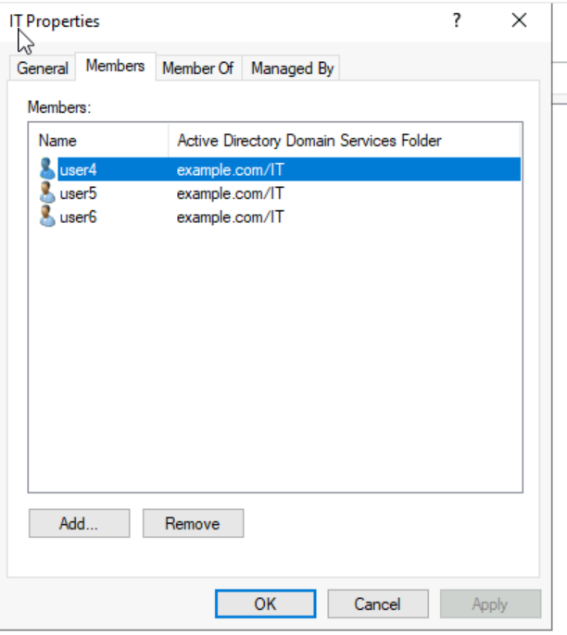 IT Properties ? ×
General Members Member Of Managed By
Members:
Name Active Directory Domain Services Folder
user4 example.com/IT
user5 example.com/IT
user6 example.com/IT
Add... Remove
OK Cancel Apply